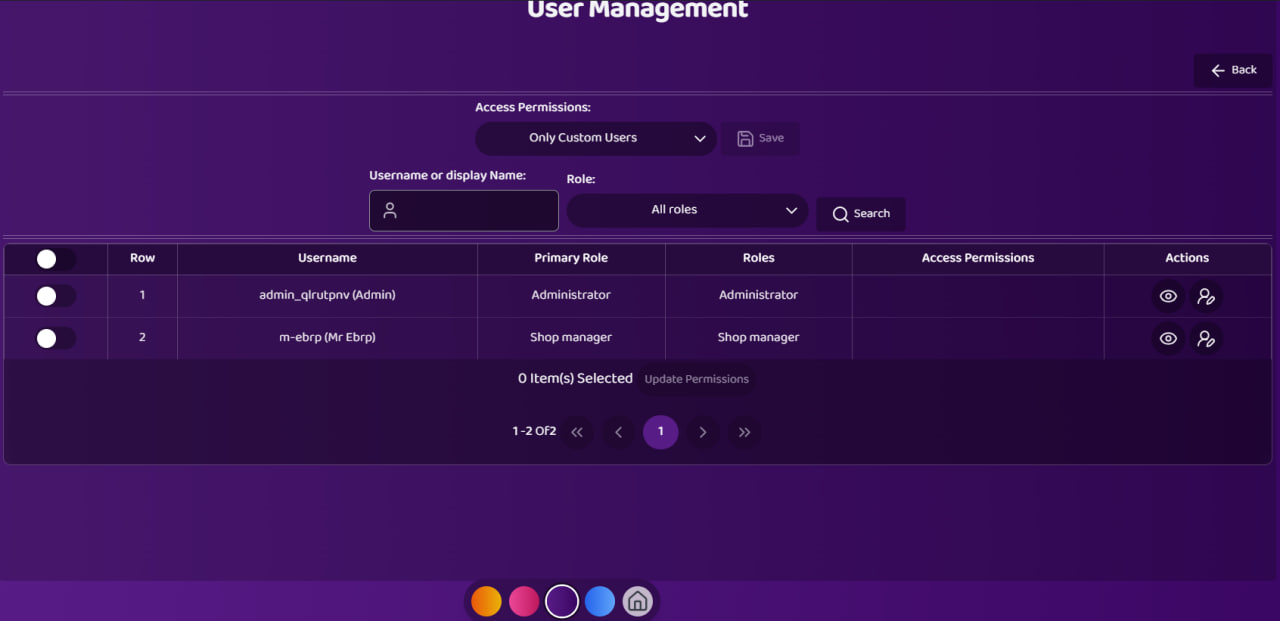 User Management
Back
Access Permissions:
Only Custom Users
Save
Username or display Name:
Role:
All roles
Search
Row Username Primary Role Roles Access Permissions Actions
1 admin_qlrutpnv (Admin) Administrator Administrator
2 m-ebrp (Mr Ebrp) Shop manager Shop manager
0 Item(s) Selected Update Permissions
1 -2 Of2 « ‹ 1 › »